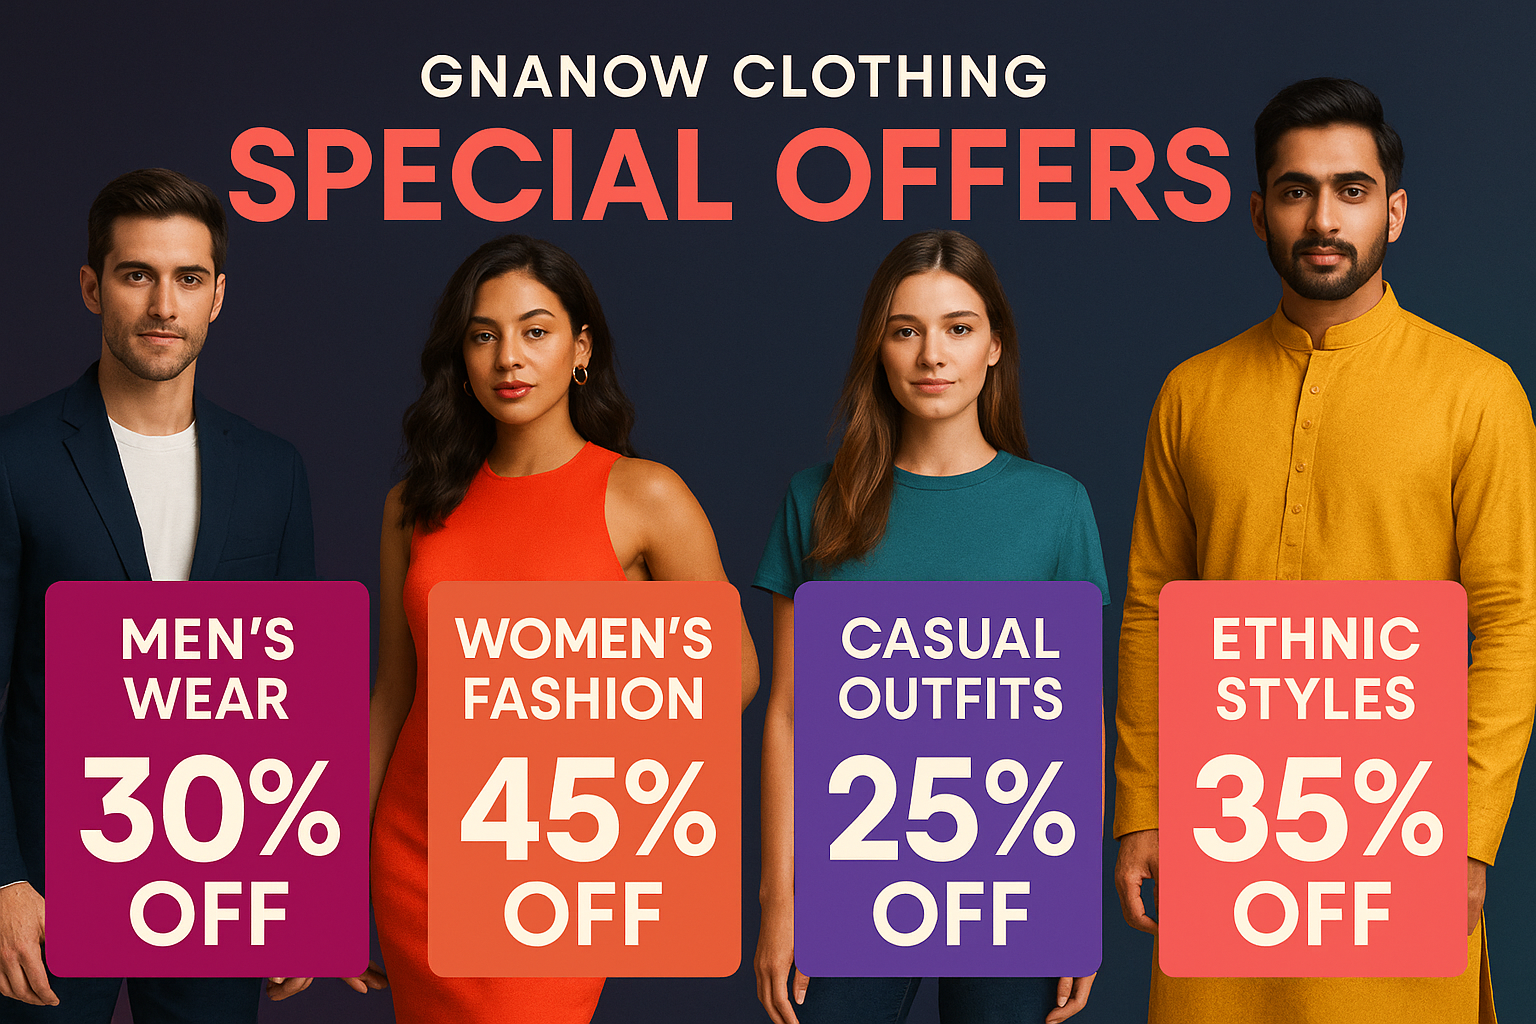 GNANOW CLOTHING
SPECIAL OFFERS
MEN'S
WEAR
30%
OFF
WOMEN'S
FASHION
45%
OFF
CASUAL
OUTFITS
25%
OFF
ETHNIC
STYLES
35%
OFF